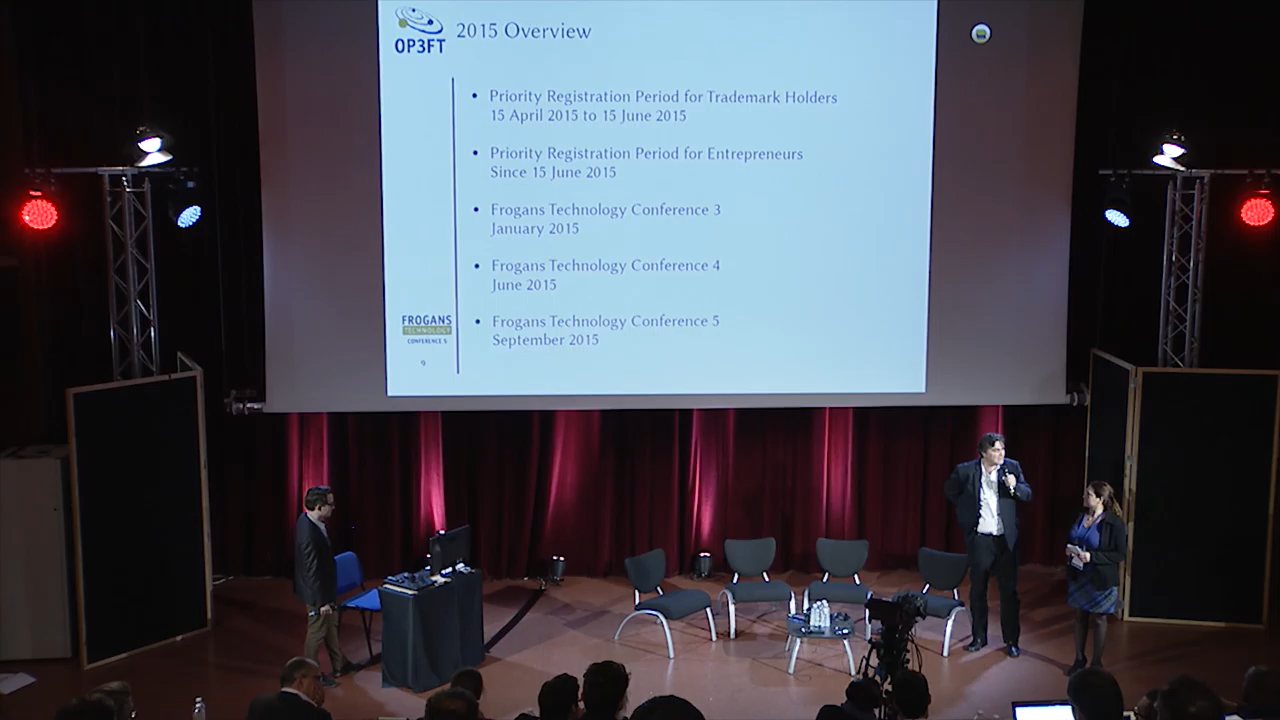 OP3FT
2015 Overview
• Priority Registration Period for Trademark Holders
15 April 2015 to 15 June 2015
• Priority Registration Period for Entrepreneurs
Since 15 June 2015
• Frogans Technology Conference 3
January 2015
• Frogans Technology Conference 4
June 2015
• Frogans Technology Conference 5
September 2015
FROGANS
TECHNOLOGY
CONFERENCE 5
9